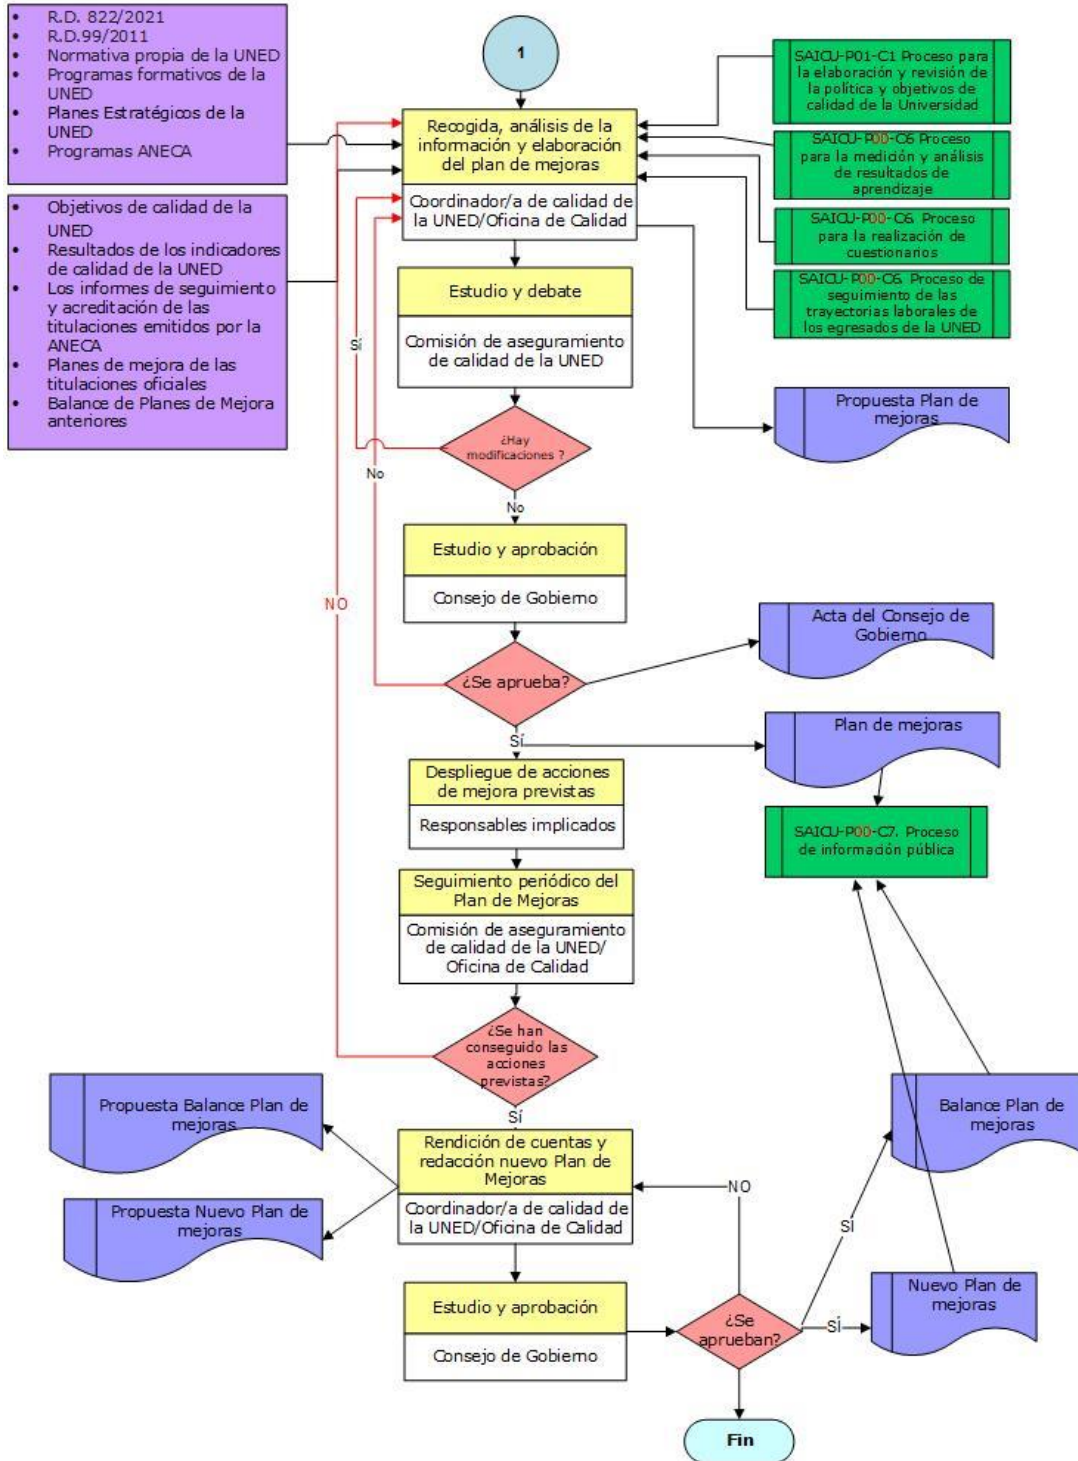 • R.D. 822/2021
• R.D.99/2011
• Normativa propia de la UNED
• Programas formativos de la
UNED
• Planes Estratégicos de la
UNED
• Programas ANECA
• Objetivos de calidad de la
UNED
• Resultados de los indicadores
de calidad de la UNED
• Los informes de seguimiento
y acreditación de las
titulaciones emitidos por la
ANECA
• Planes de mejora de las
titulaciones oficiales
• Balance de Planes de Mejora
anteriores
1
Recogida, análisis de la
información y elaboración
del plan de mejoras
Coordinador/a de calidad de
la UNED/Oficina de Calidad
SAICU-P01-C1 Proceso para
la elaboración y revisión de
la política y objetivos de
calidad de la Universidad
SAICU-P00-C6 Proceso
para la medición y análisis
de resultados de
aprendizaje
SAICU-P00-C6. Proceso
para la realización de
cuestionarios
SAICU-P00-C6. Proceso de
seguimiento de las
trayectorias laborales de
los egresados de la UNED
Estudio y debate
Comisión de aseguramiento
de calidad de la UNED
Sí
Propuesta Plan de
mejoras
¿Hay
modificaciones ?
No
No
Estudio y aprobación
Consejo de Gobierno
NO
Acta del Consejo de
Gobierno
¿Se aprueba?
Sí
Plan de mejoras
Despliegue de acciones
de mejora previstas
Responsables implicados
SAICU-P00-C7. Proceso
de información pública
Seguimiento periódico del
Plan de Mejoras
Comisión de aseguramiento
de calidad de la UNED/
Oficina de Calidad
¿Se han
conseguido las
acciones
previstas?
Sí
Propuesta Balance Plan de
mejoras
Balance Plan de
mejoras
Rendición de cuentas y
redacción nuevo Plan de
Mejoras
Coordinador/a de calidad de
la UNED/Oficina de Calidad
NO
Propuesta Nuevo Plan de
mejoras
SÍ
Estudio y aprobación
Consejo de Gobierno
¿Se
aprueban?
SÍ
Nuevo Plan de
mejoras
Fin